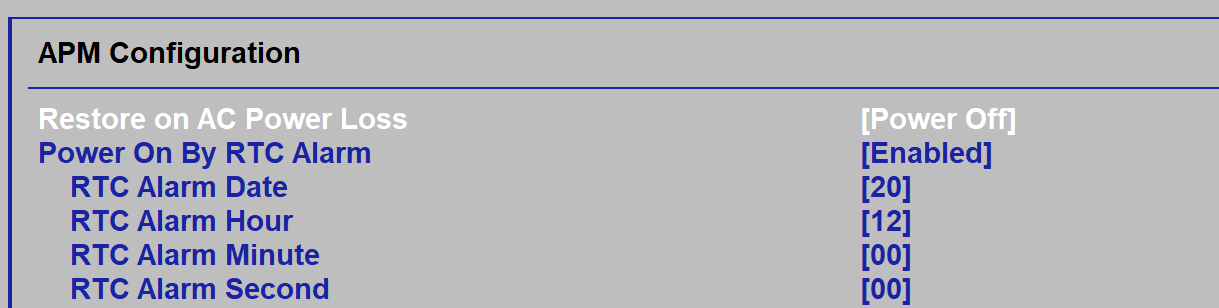 APM Configuration
Restore on AC Power Loss [Power Off]
Power On By RTC Alarm [Enabled]
RTC Alarm Date [20]
RTC Alarm Hour [12]
RTC Alarm Minute [00]
RTC Alarm Second [00]